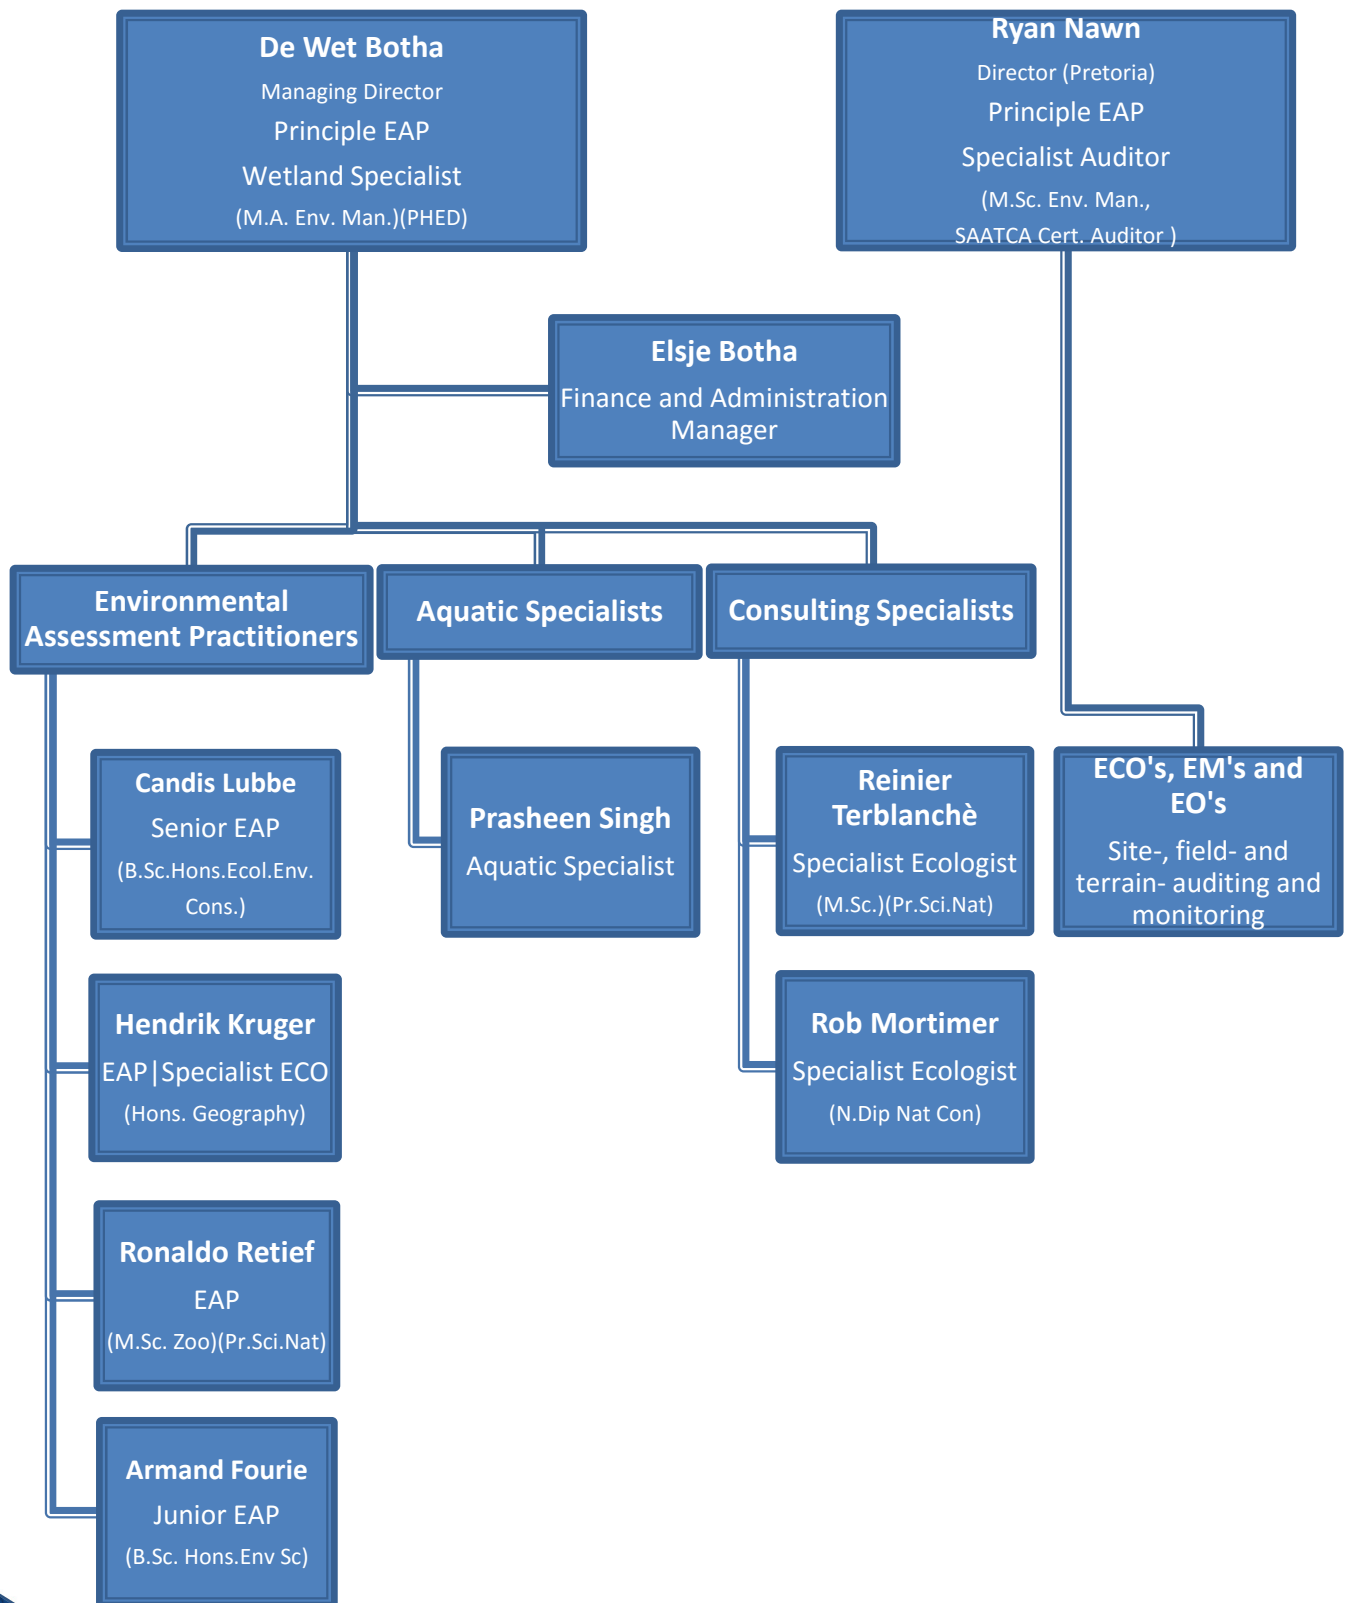 De Wet Botha
Managing Director
Principle EAP
Wetland Specialist
(M.A. Env. Man.)(PHED)
Ryan Nawn
Director (Pretoria)
Principle EAP
Specialist Auditor
(M.Sc. Env. Man.,
SAATCA Cert. Auditor )
Elsje Botha
Finance and Administration
Manager
Environmental
Assessment Practitioners
Aquatic Specialists
Consulting Specialists
Candis Lubbe
Senior EAP
(B.Sc.Hons.Ecol.Env.
Cons.)
Prasheen Singh
Aquatic Specialist
Reinier
Terblanchè
Specialist Ecologist
(M.Sc.)(Pr.Sci.Nat)
ECO's, EM's and
EO's
Site-, field- and
terrain- auditing and
monitoring
Hendrik Kruger
EAP|Specialist ECO
(Hons. Geography)
Rob Mortimer
Specialist Ecologist
(N.Dip Nat Con)
Ronaldo Retief
EAP
(M.Sc. Zoo)(Pr.Sci.Nat)
Armand Fourie
Junior EAP
(B.Sc. Hons.Env Sc)